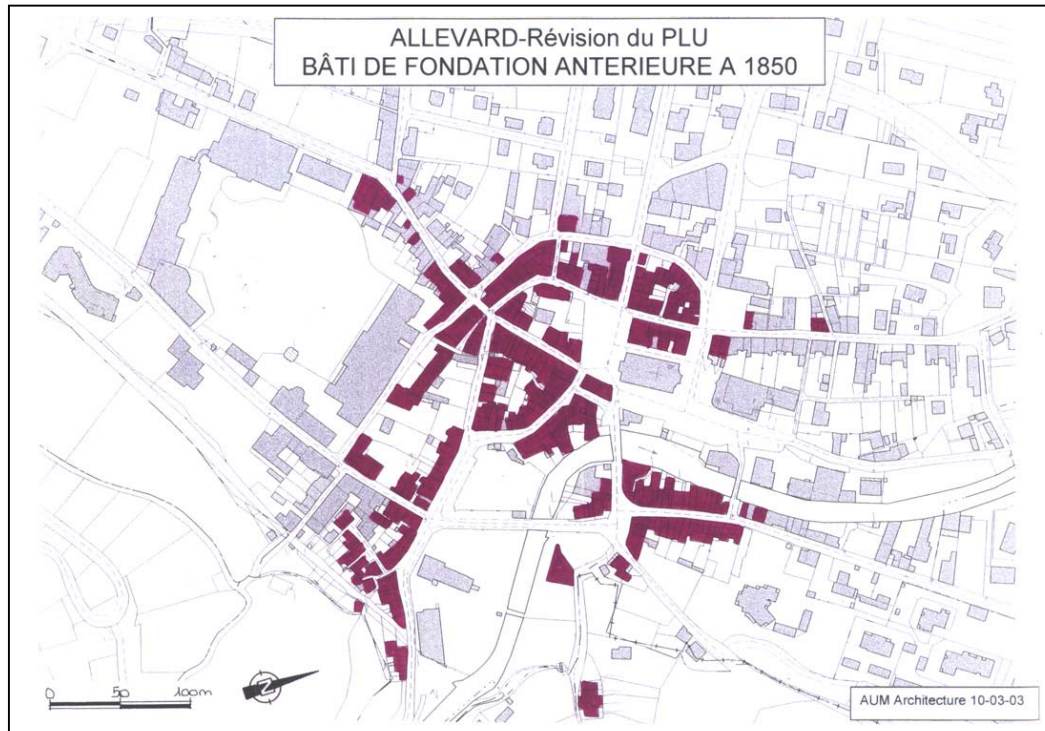 ALLEVARD-Révision du PLU
BÂTI DE FONDATION ANTERIEURE A 1850
0 50 100m
N
AUM Architecture 10-03-03